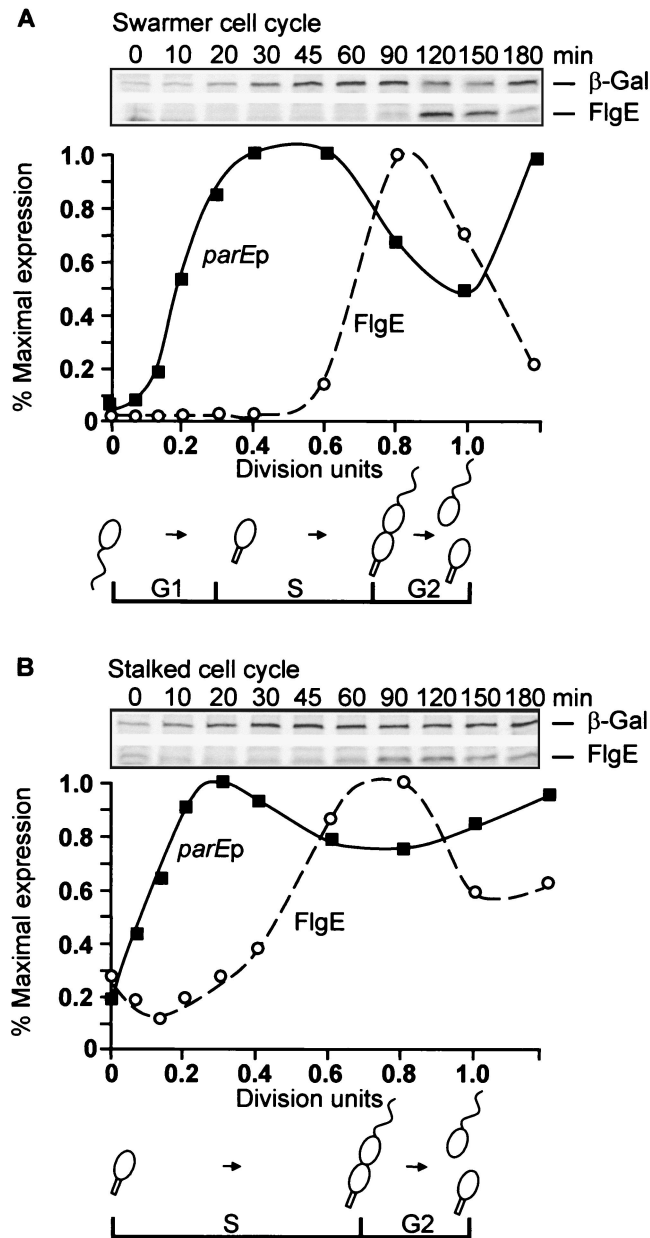 A
Swarmer cell cycle
0 10 20 30 45 60 90 120 150 180 min
β-Gal
FlgE
% Maximal expression
1.0
0.8
0.6
0.4
0.2
0
parEp
FlgE
0 0.2 0.4 0.6 0.8 1.0
Division units
G1 S G2
B
Stalked cell cycle
0 10 20 30 45 60 90 120 150 180 min
β-Gal
FlgE
% Maximal expression
1.0
0.8
0.6
0.4
0.2
0
parEp
FlgE
0 0.2 0.4 0.6 0.8 1.0
Division units
S G2